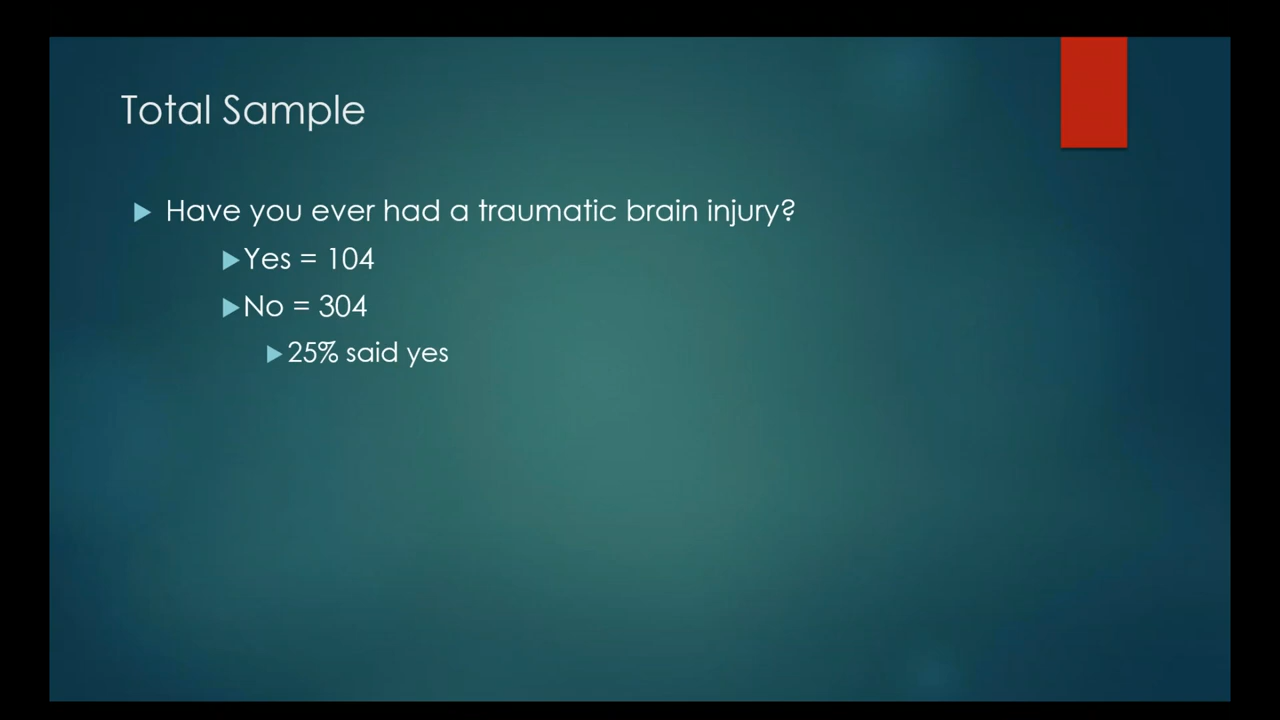 Total Sample
Have you ever had a traumatic brain injury?
Yes = 104
No = 304
25% said yes